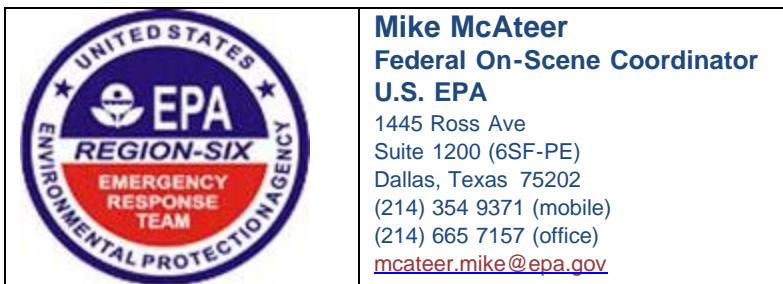 UNITED STATES
EPA
REGION-SIX
EMERGENCY
RESPONSE
TEAM
ENVIRONMENTAL PROTECTION AGENCY
Mike McAteer
Federal On-Scene Coordinator
U.S. EPA
1445 Ross Ave
Suite 1200 (6SF-PE)
Dallas, Texas 75202
(214) 354 9371 (mobile)
(214) 665 7157 (office)
mcateer.mike@epa.gov